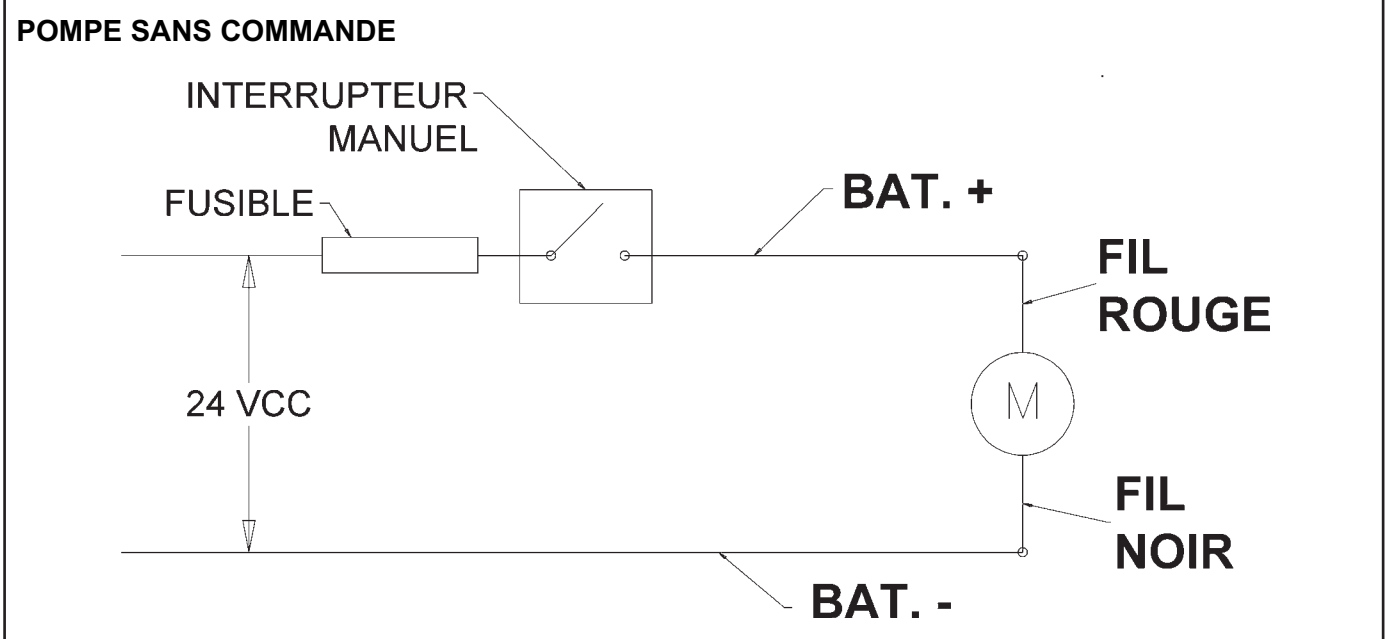 POMPE SANS COMMANDE
INTERRUPTEUR
MANUEL
FUSIBLE
BAT. +
FIL
ROUGE
24 VCC
M
FIL
NOIR
BAT. -